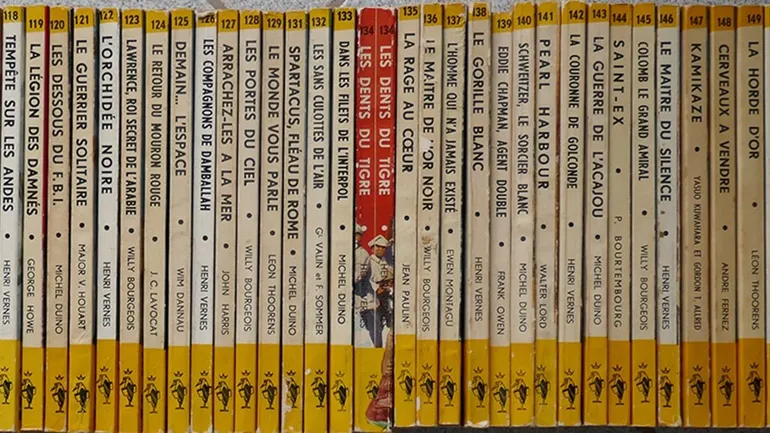 118 TEMPÊTE SUR LES ANDES • HENRI VERNES
119 LA LÉGION DES DAMNÉS • GEORGE HOWE
120 LES DESSOUS DU F.B.I. • MICHEL DUINO
121 LE GUERRIER SOLITAIRE • MAJOR V. HOUART
122 L'ORCHIDÉE NOIRE • HENRI VERNES
123 LAWRENCE, ROI SECRET DE L'ARABIE • WILLY BOURGEOIS
124 LE RETOUR DU MOURON ROUGE • J. C. LAVOCAT
125 DEMAIN... L'ESPACE • WIM DANNAU
126 LES COMPAGNONS DE DAMBALLAH • HENRI VERNES
127 ARRACHEZ-LES A LA MER • JOHN HARRIS
128 LES PORTES DU CIEL • WILLY BOURGEOIS
129 LE MONDE VOUS PARLE • LÉON THOORENS
131 SPARTACUS, FLÉAU DE ROME • MICHEL DUINO
132 LES SANS CULOTTES DE L'AIR • G. VALIN et F. SOMMER
133 DANS LES FILETS DE L'INTERPOL • MICHEL DUINO
134 LES DENTS DU TIGRE
134 LES DENTS DU TIGRE
135 LA RAGE AU CŒUR • JEAN PAULIN
136 LE MAITRE DE L'OR NOIR • WILLY BOURGEOIS
137 L'HOMME QUI N'A JAMAIS EXISTÉ • EWEN MONTAGU
138 LE GORILLE BLANC • HENRI VERNES
139 EDDIE CHAPMAN, AGENT DOUBLE • FRANK OWEN
140 SCHWEITZER, LE SORCIER BLANC • MICHEL DUINO
141 PEARL HARBOUR • WALTER LORD
142 LA COURONNE DE GOLCONDE • HENRI VERNES
143 LA GUERRE DE L'ACAJOU • MICHEL DUINO
144 SAINT-EX • P. BOURTEMBOURG
145 COLOMB LE GRAND AMIRAL • WILLY BOURGEOIS
146 LE MAITRE DU SILENCE • HENRI VERNES
147 KAMIKAZE • YASUO KUWAHARA ET GORDON T. ALLRED
148 CERVEAUX A VENDRE • ANDRE FERNEZ
149 LA HORDE D'OR • LÉON THOORENS